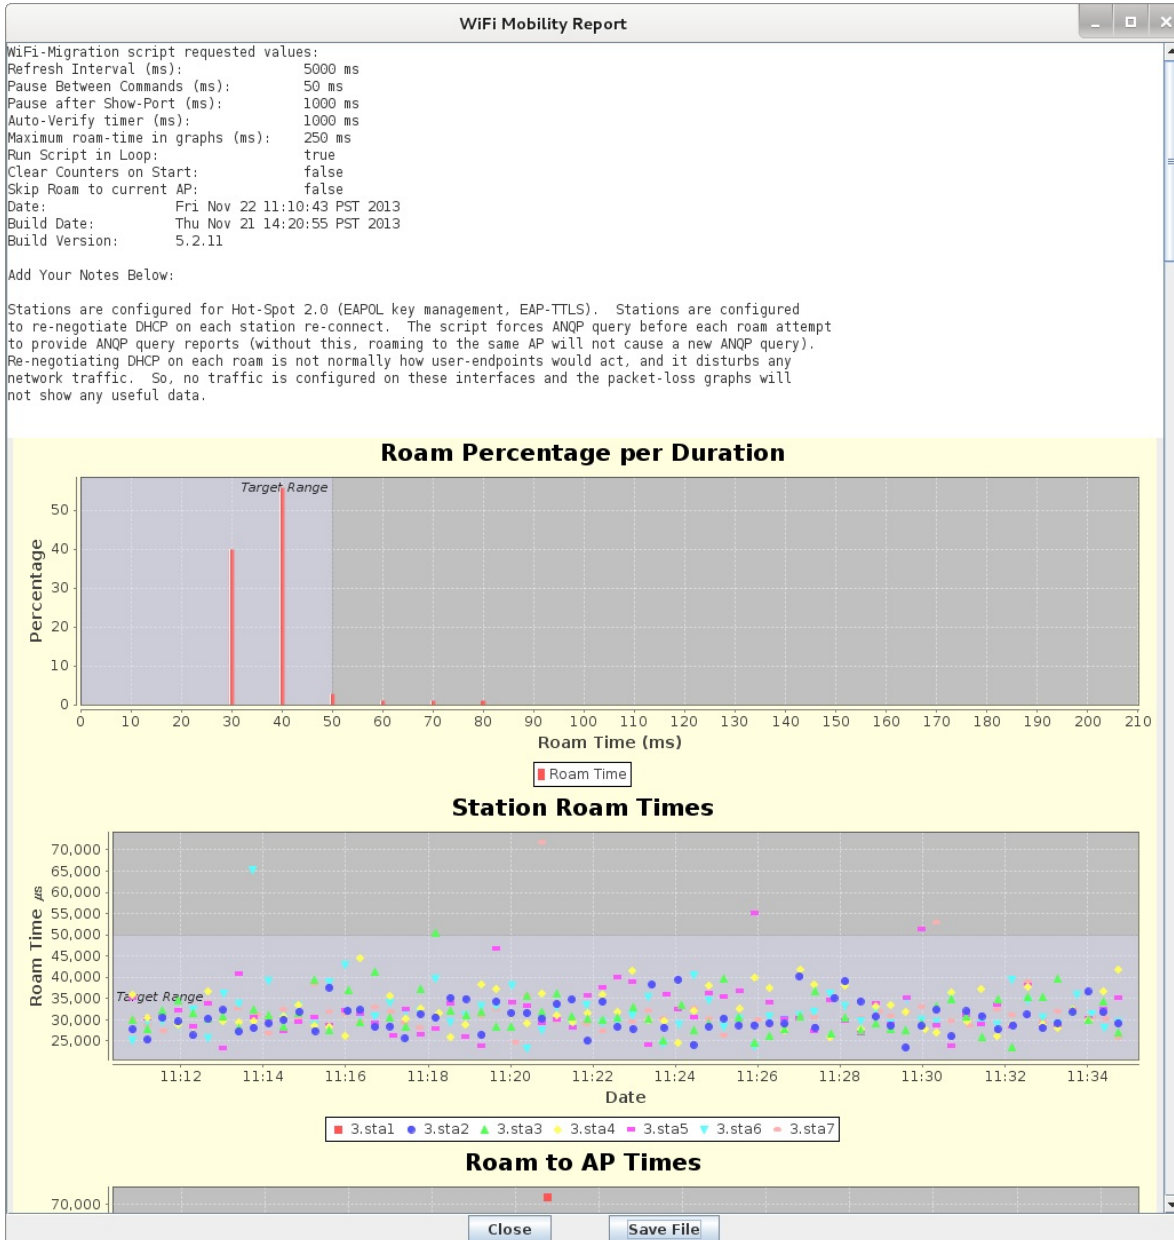 WiFi Mobility Report
WiFi-Migration script requested values:
Refresh Interval (ms): 5000 ms
Pause Between Commands (ms): 50 ms
Pause after Show-Port (ms): 1000 ms
Auto-Verify timer (ms): 1000 ms
Maximum roam-time in graphs (ms): 250 ms
Run Script in Loop: true
Clear Counters on Start: false
Skip Roam to current AP: false
Date: Fri Nov 22 11:10:43 PST 2013
Build Date: Thu Nov 21 14:20:55 PST 2013
Build Version: 5.2.11
Add Your Notes Below:
Stations are configured for Hot-Spot 2.0 (EAPOL key management, EAP-TTLS).  Stations are configured
to re-negotiate DHCP on each station re-connect.  The script forces ANQP query before each roam attempt
to provide ANQP query reports (without this, roaming to the same AP will not cause a new ANQP query).
Re-negotiating DHCP on each roam is not normally how user-endpoints would act, and it disturbs any
network traffic.  So, no traffic is configured on these interfaces and the packet-loss graphs will
not show any useful data.
Roam Percentage per Duration
Target Range
Percentage
50
40
30
20
10
0
0 10 20 30 40 50 60 70 80 90 100 110 120 130 140 150 160 170 180 190 200 210
Roam Time (ms)
Roam Time
Station Roam Times
Roam Time µs
70,000
65,000
60,000
55,000
50,000
45,000
40,000
35,000
30,000
25,000
Target Range
11:12 11:14 11:16 11:18 11:20 11:22 11:24 11:26 11:28 11:30 11:32 11:34
Date
3.sta1 3.sta2 3.sta3 3.sta4 3.sta5 3.sta6 3.sta7
Roam to AP Times
70,000
Close Save File